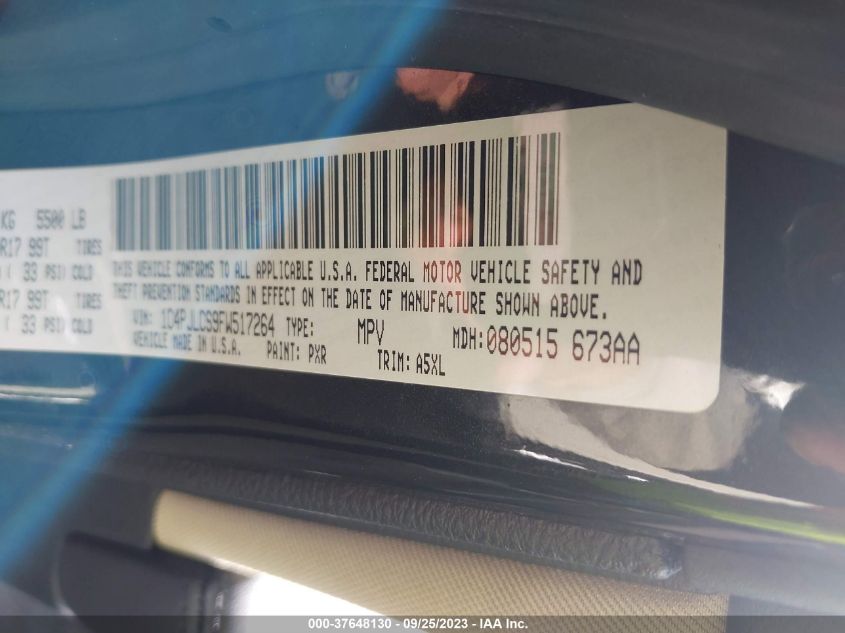 KG 5500 LB
R17 99T TIRES
( 33 PSI) COLD
R17 99T TIRES
( 33 PSI) COLD
THIS VEHICLE CONFORMS TO ALL APPLICABLE U.S.A. FEDERAL MOTOR VEHICLE SAFETY AND
THEFT PREVENTION STANDARDS IN EFFECT ON THE DATE OF MANUFACTURE SHOWN ABOVE.
VIN: 1C4PJLCS9FW517264 TYPE: MPV MDH:080515 673AA
VEHICLE MADE IN U.S.A. PAINT: PXR TRIM: A5XL
000-37648130 - 09/25/2023 - IAA Inc.